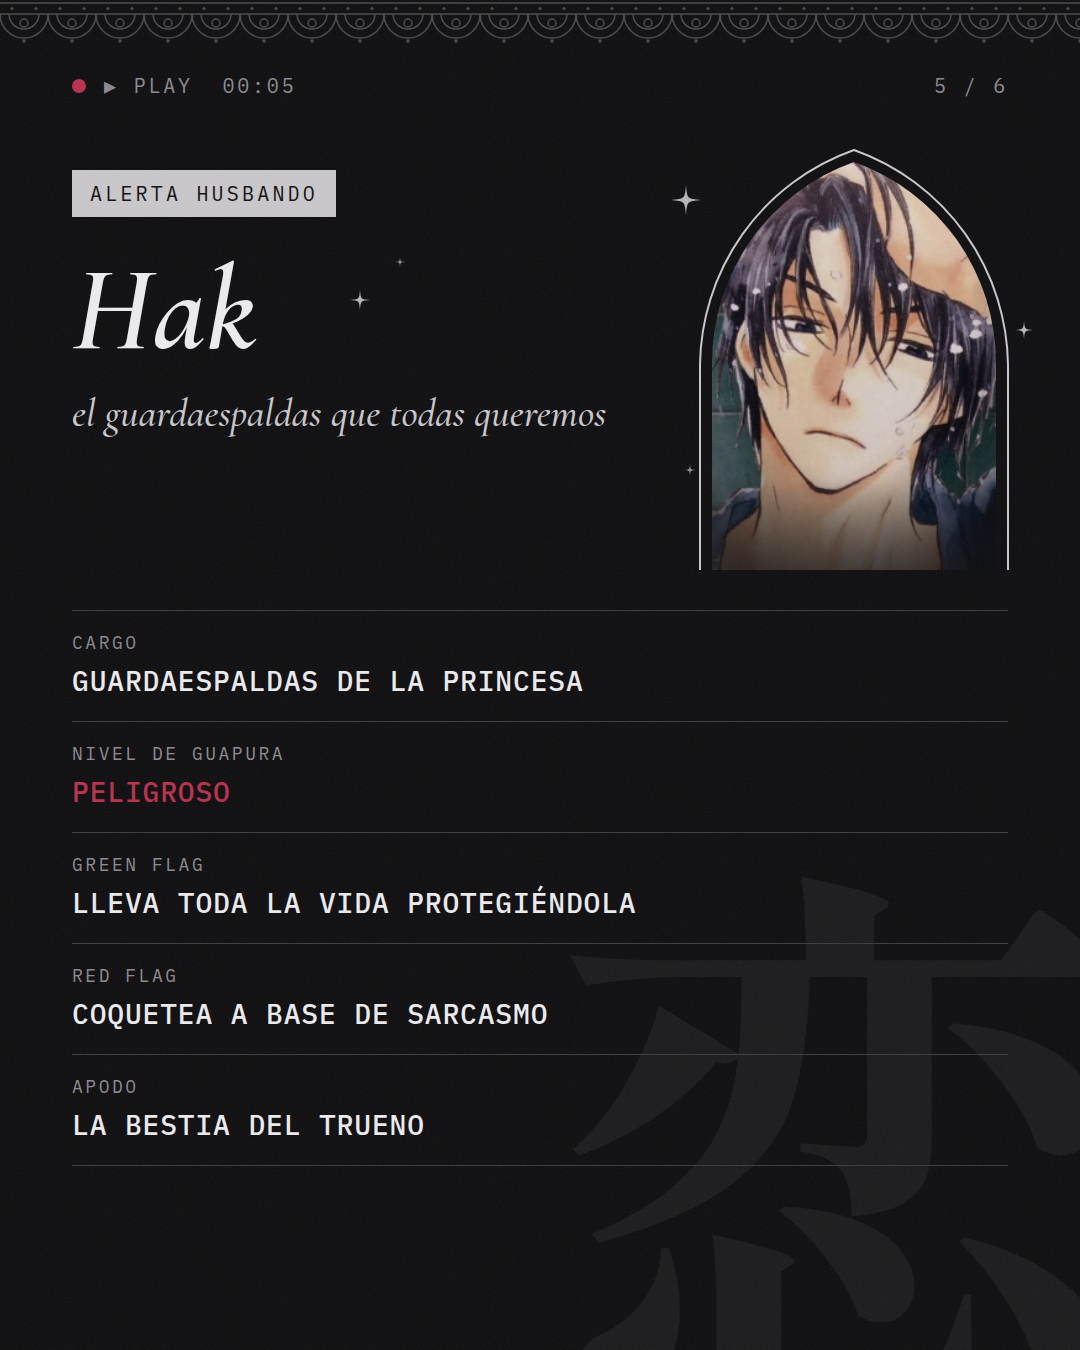 ▶ PLAY 00:05
5 / 6
ALERTA HUSBANDO
Hak
el guardaespaldas que todas queremos
CARGO
GUARDAESPALDAS DE LA PRINCESA
NIVEL DE GUAPURA
PELIGROSO
GREEN FLAG
LLEVA TODA LA VIDA PROTEGIÉNDOLA
RED FLAG
COQUETEA A BASE DE SARCASMO
APODO
LA BESTIA DEL TRUENO
恋